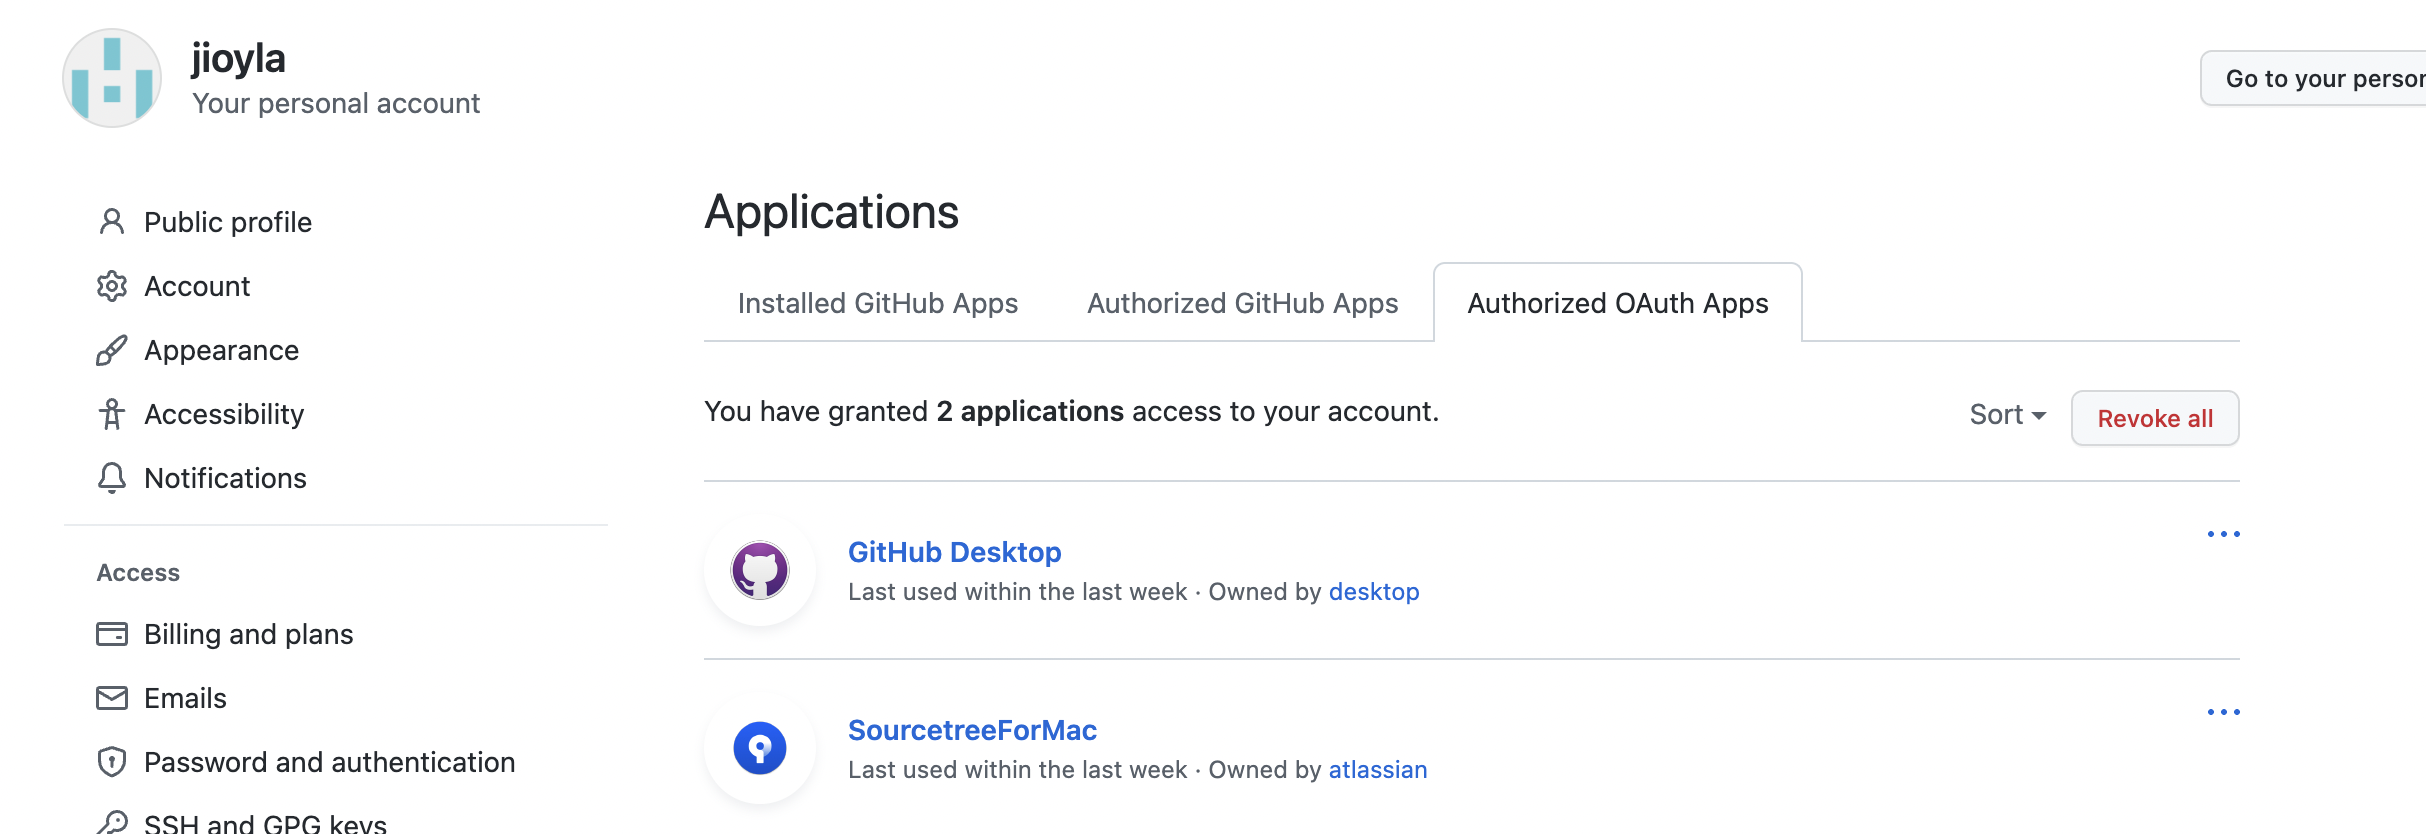 jioyla
Your personal account
Go to your
Public profile
Account
Appearance
Accessibility
Notifications
Access
Billing and plans
Emails
Password and authentication
SSH and GPG keys
Applications
Installed GitHub Apps
Authorized GitHub Apps
Authorized OAuth Apps
You have granted 2 applications access to your account.
Sort
Revoke all
GitHub Desktop
Last used within the last week · Owned by desktop
SourcetreeForMac
Last used within the last week · Owned by atlassian